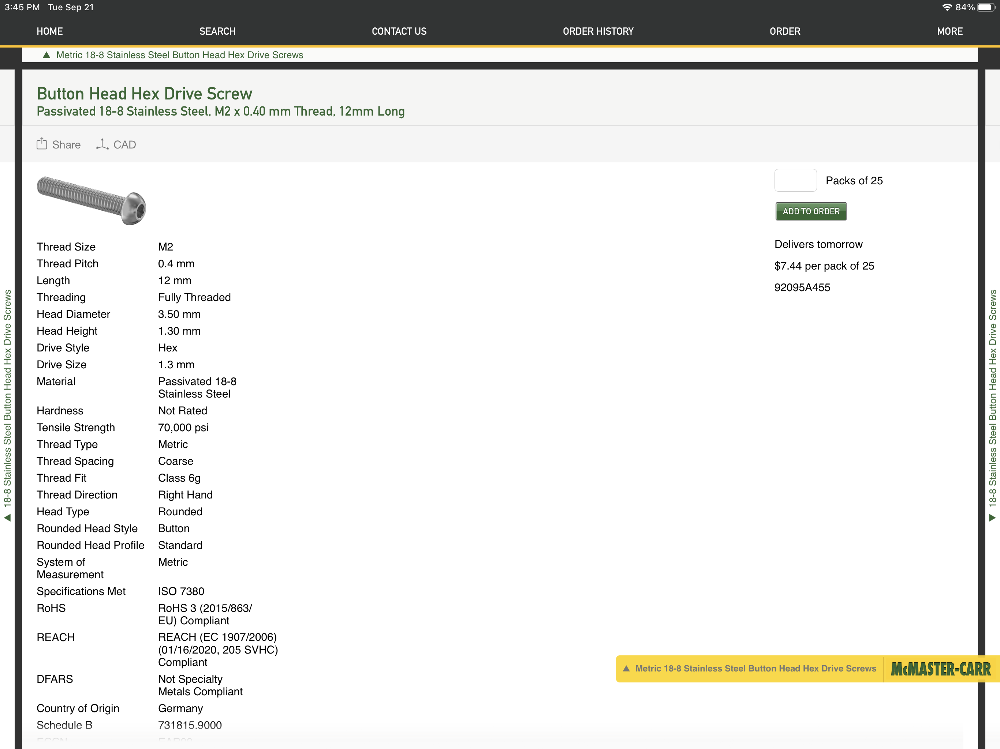 3:45 PM Tue Sep 21 84%
HOME SEARCH CONTACT US ORDER HISTORY ORDER MORE
▲ Metric 18-8 Stainless Steel Button Head Hex Drive Screws
Button Head Hex Drive Screw
Passivated 18-8 Stainless Steel, M2 x 0.40 mm Thread, 12mm Long
Share CAD
Packs of 25
ADD TO ORDER
Delivers tomorrow
$7.44 per pack of 25
92095A455
Thread Size M2
Thread Pitch 0.4 mm
Length 12 mm
Threading Fully Threaded
Head Diameter 3.50 mm
Head Height 1.30 mm
Drive Style Hex
Drive Size 1.3 mm
Material Passivated 18-8
Stainless Steel
Hardness Not Rated
Tensile Strength 70,000 psi
Thread Type Metric
Thread Spacing Coarse
Thread Fit Class 6g
Thread Direction Right Hand
Head Type Rounded
Rounded Head Style Button
Rounded Head Profile Standard
System of Metric
Measurement
Specifications Met ISO 7380
RoHS RoHS 3 (2015/863/
EU) Compliant
REACH REACH (EC 1907/2006)
(01/16/2020, 205 SVHC)
Compliant
DFARS Not Specialty
Metals Compliant
Country of Origin Germany
Schedule B 731815.9000
▲ 18-8 Stainless Steel Button Head Hex Drive Screws
▼ 18-8 Stainless Steel Button Head Hex Drive Screws
▲ Metric 18-8 Stainless Steel Button Head Hex Drive Screws McMASTER-CARR